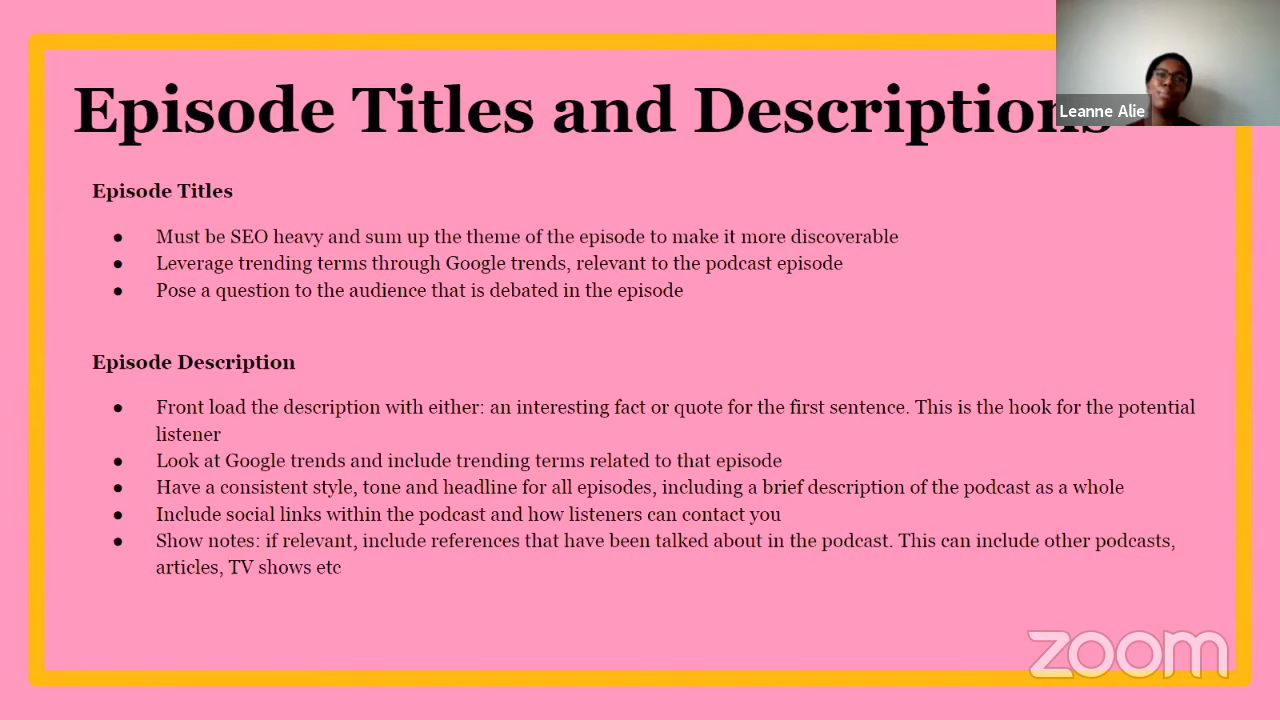 Episode Titles and Descriptions
Leanne Alie
Episode Titles
● Must be SEO heavy and sum up the theme of the episode to make it more discoverable
● Leverage trending terms through Google trends, relevant to the podcast episode
● Pose a question to the audience that is debated in the episode
Episode Description
● Front load the description with either: an interesting fact or quote for the first sentence. This is the hook for the potential
listener
● Look at Google trends and include trending terms related to that episode
● Have a consistent style, tone and headline for all episodes, including a brief description of the podcast as a whole
● Include social links within the podcast and how listeners can contact you
● Show notes: if relevant, include references that have been talked about in the podcast. This can include other podcasts,
articles, TV shows etc
zoom